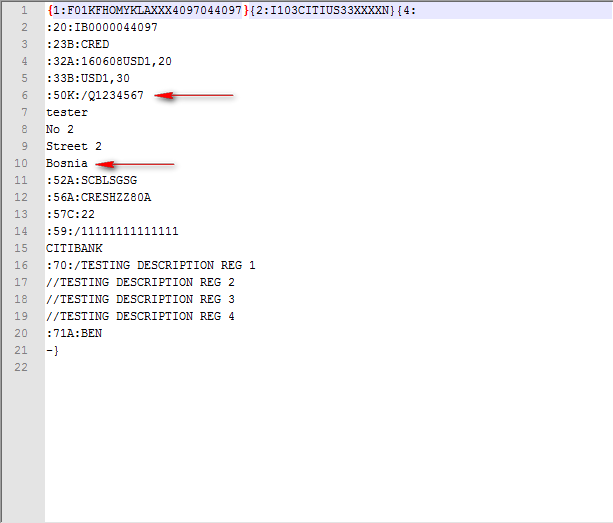 1 {1:F01KFHOMYKLAXXX4097044097}{2:I103CITIUS33XXXXN}{4:
2 :20:IB0000044097
3 :23B:CRED
4 :32A:160608USD1,20
5 :33B:USD1,30
6 :50K:/Q1234567
7 tester
8 No 2
9 Street 2
10 Bosnia
11 :52A:SCBLSGSG
12 :56A:CRESHZZ80A
13 :57C:22
14 :59:/11111111111111
15 CITIBANK
16 :70:/TESTING DESCRIPTION REG 1
17 //TESTING DESCRIPTION REG 2
18 //TESTING DESCRIPTION REG 3
19 //TESTING DESCRIPTION REG 4
20 :71A:BEN
21 -}
22